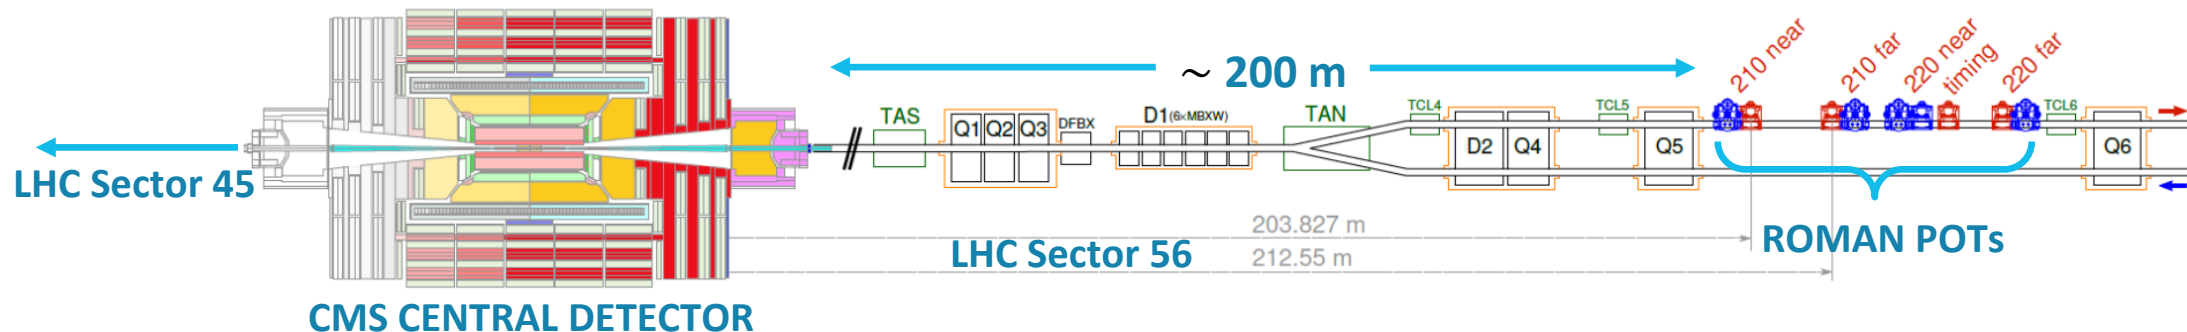 210 near
210 far
220 near
timing
220 far
~ 200 m
TAS
Q1 Q2 Q3
DFBX
D1(6×MBXW)
TAN
TCL4
D2
Q4
TCL5
Q5
TCL6
Q6
LHC Sector 45
203.827 m
LHC Sector 56
212.55 m
ROMAN POTs
CMS CENTRAL DETECTOR